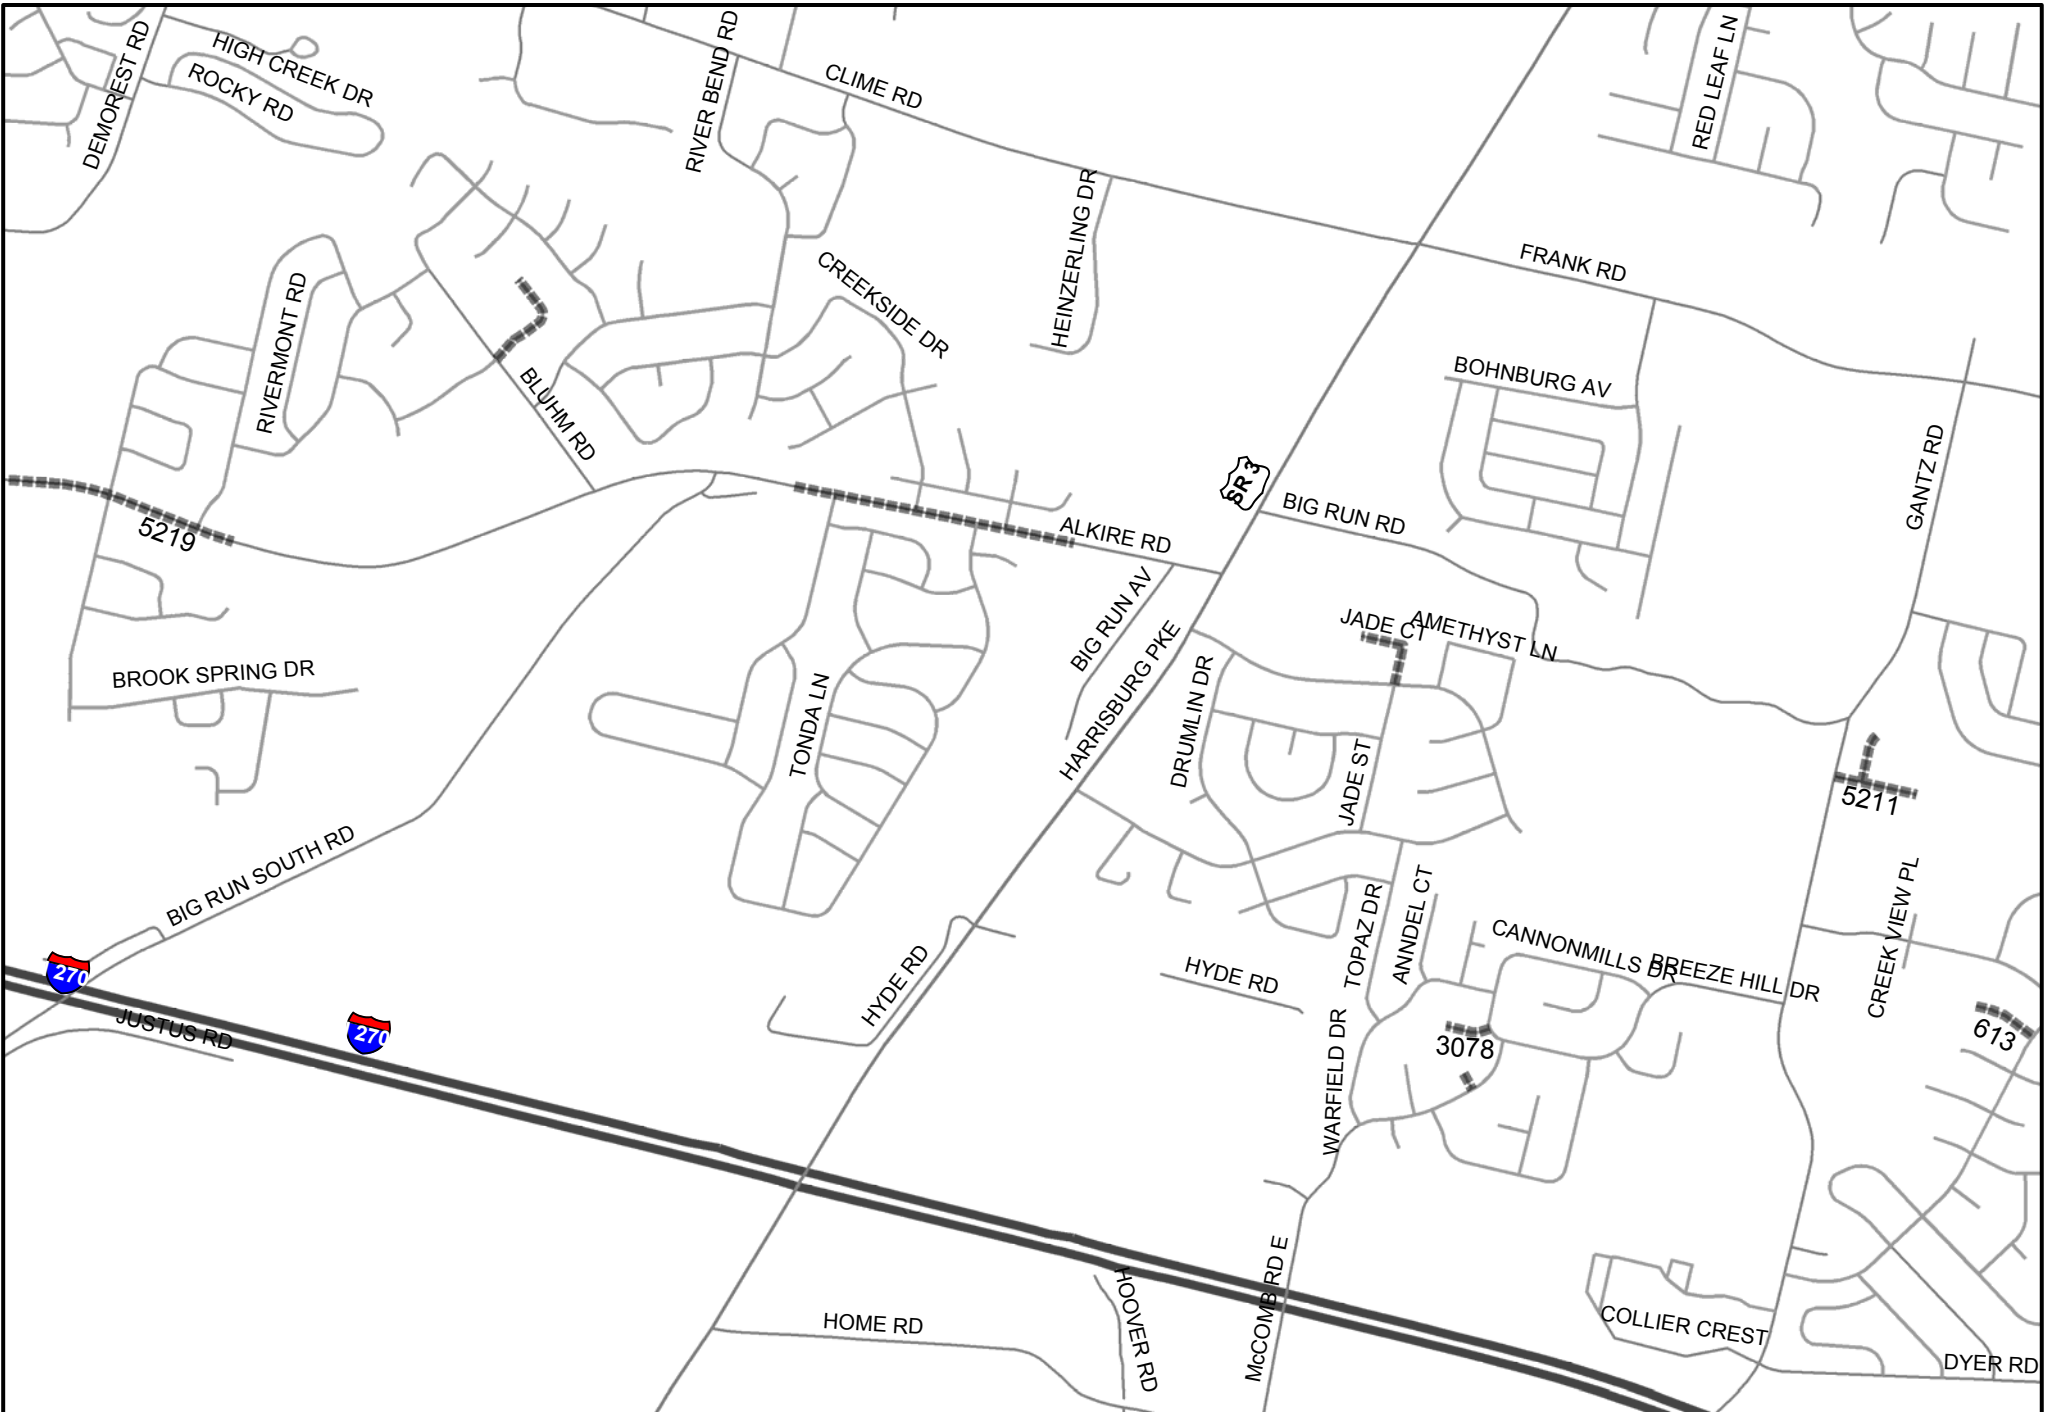 DEMOREST RD
HIGH CREEK DR
ROCKY RD
RIVER BEND RD
CLIME RD
RED LEAF LN
HEINZERLING DR
CREEKSIDE DR
FRANK RD
RIVERMONT RD
BLUHM RD
BOHNBURG AV
GANTZ RD
SR 3
BIG RUN RD
5219
ALKIRE RD
BIG RUN AV
JADE CT
AMETHYST LN
BROOK SPRING DR
TONDA LN
HARRISBURG PKE
DRUMLIN DR
JADE ST
5211
BIG RUN SOUTH RD
CREEK VIEW PL
TOPAZ DR
ANNDEL CT
CANNONMILLS DR
BREEZE HILL DR
HYDE RD
HYDE RD
270
270
JUSTUS RD
WARFIELD DR
3078
613
McCOMB RD E
HOOVER RD
HOME RD
COLLIER CREST
DYER RD